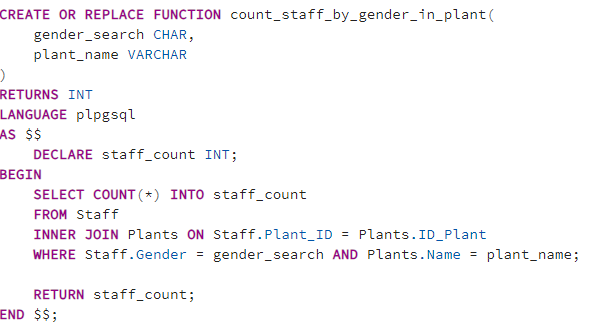 CREATE OR REPLACE FUNCTION count_staff_by_gender_in_plant(
    gender_search CHAR,
    plant_name VARCHAR
)
RETURNS INT
LANGUAGE plpgsql
AS $$
    DECLARE staff_count INT;
BEGIN
    SELECT COUNT(*) INTO staff_count
    FROM Staff
    INNER JOIN Plants ON Staff.Plant_ID = Plants.ID_Plant
    WHERE Staff.Gender = gender_search AND Plants.Name = plant_name;

    RETURN staff_count;
END $$;